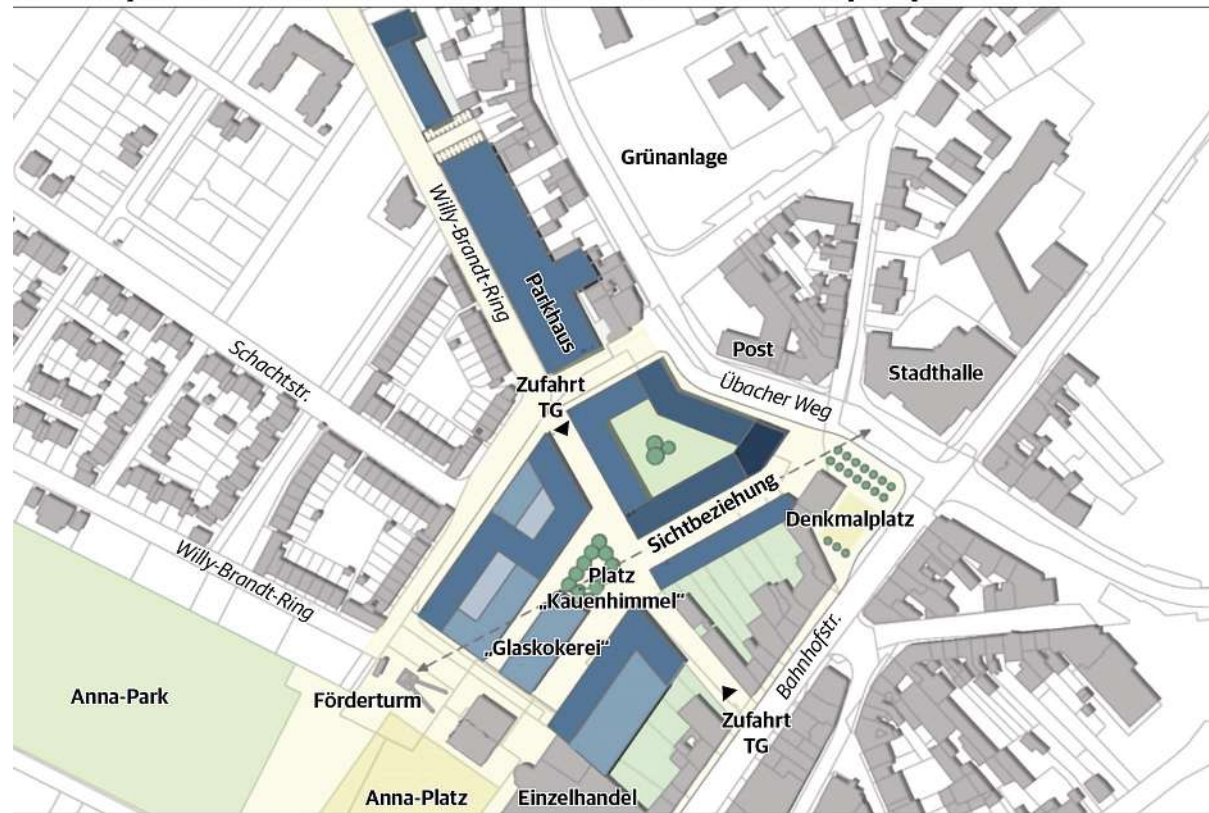 Grünanlage
Willy-Brandt-Ring
Parkhaus
Schachtstr.
Post
Stadthalle
Zufahrt
TG
Übacher Weg
Sichtbeziehung
Denkmalplatz
Willy-Brandt-Ring
Platz
„Kauenhimmel“
„Glaskokerei“
Bahnhofstr.
Anna-Park
Förderturm
Zufahrt
TG
Anna-Platz
Einzelhandel